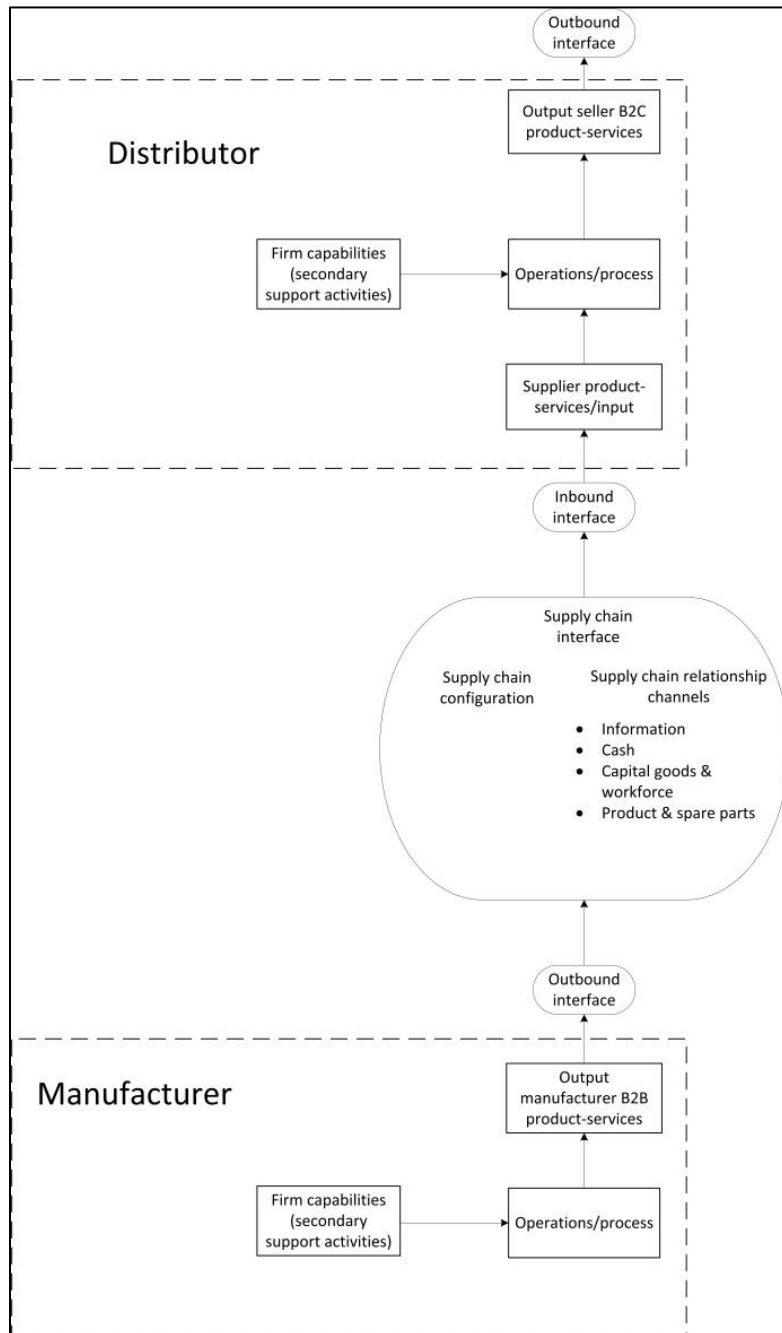 Outbound
interface
Output seller B2C
product-services
Distributor
Firm capabilities
(secondary
support activities)
Operations/process
Supplier product-
services/input
Inbound
interface
Supply chain
interface
Supply chain
configuration
Supply chain relationship
channels
• Information
• Cash
• Capital goods &
workforce
• Product & spare parts
Outbound
interface
Manufacturer
Output
manufacturer B2B
product-services
Firm capabilities
(secondary
support activities)
Operations/process